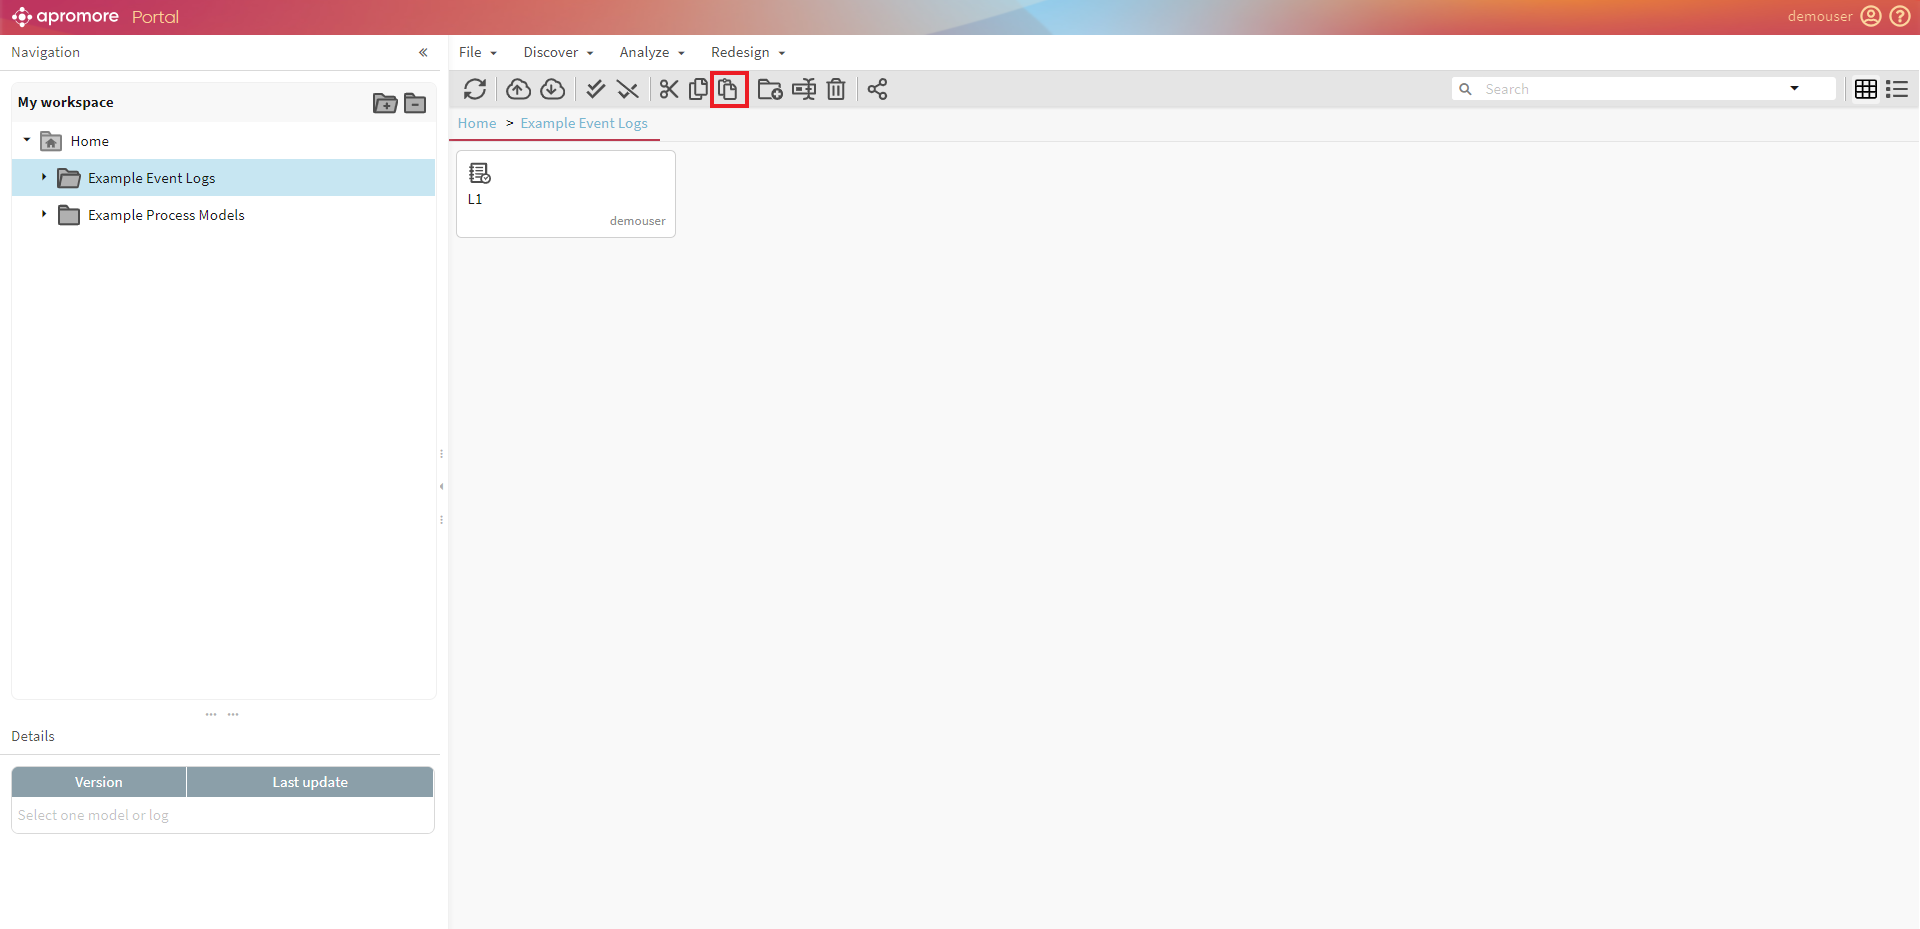 apromore Portal
demouser
Navigation
File
Discover
Analyze
Redesign
Search
My workspace
Home > Example Event Logs
Home
Example Event Logs
Example Process Models
L1
demouser
Details
Version
Last update
Select one model or log